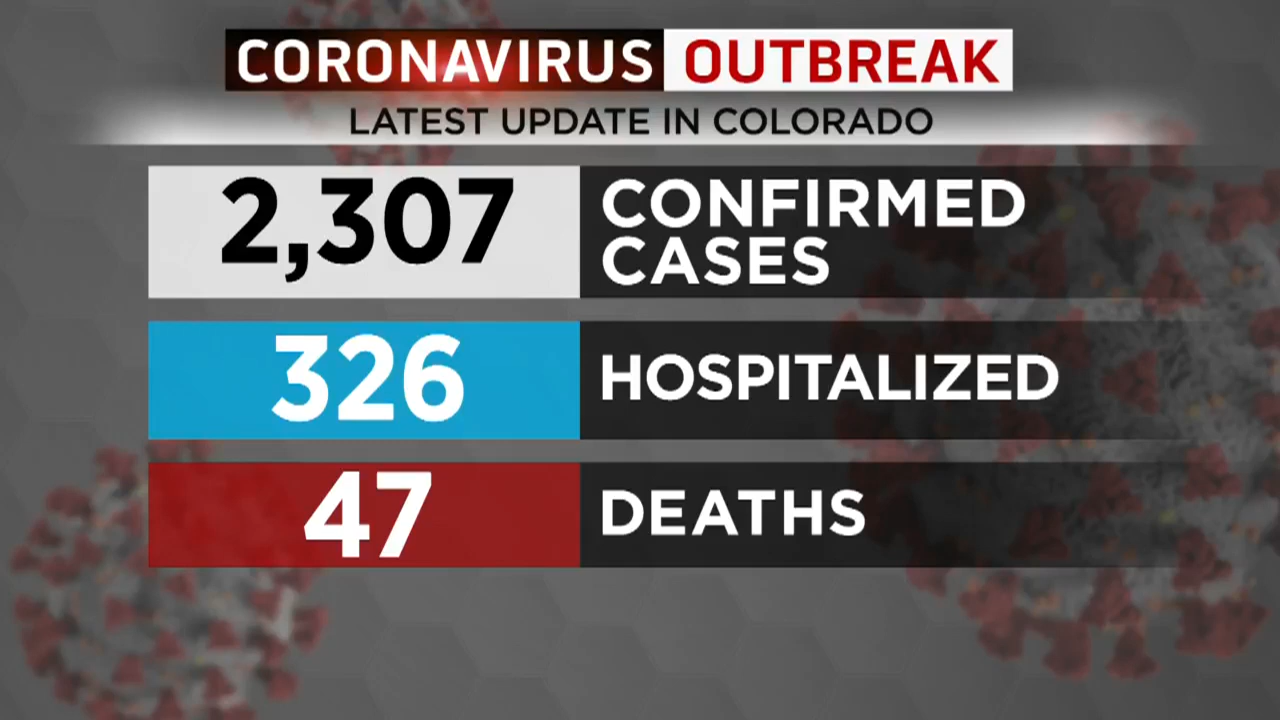 CORONAVIRUS OUTBREAK
LATEST UPDATE IN COLORADO
2,307 CONFIRMED
CASES
326 HOSPITALIZED
47 DEATHS